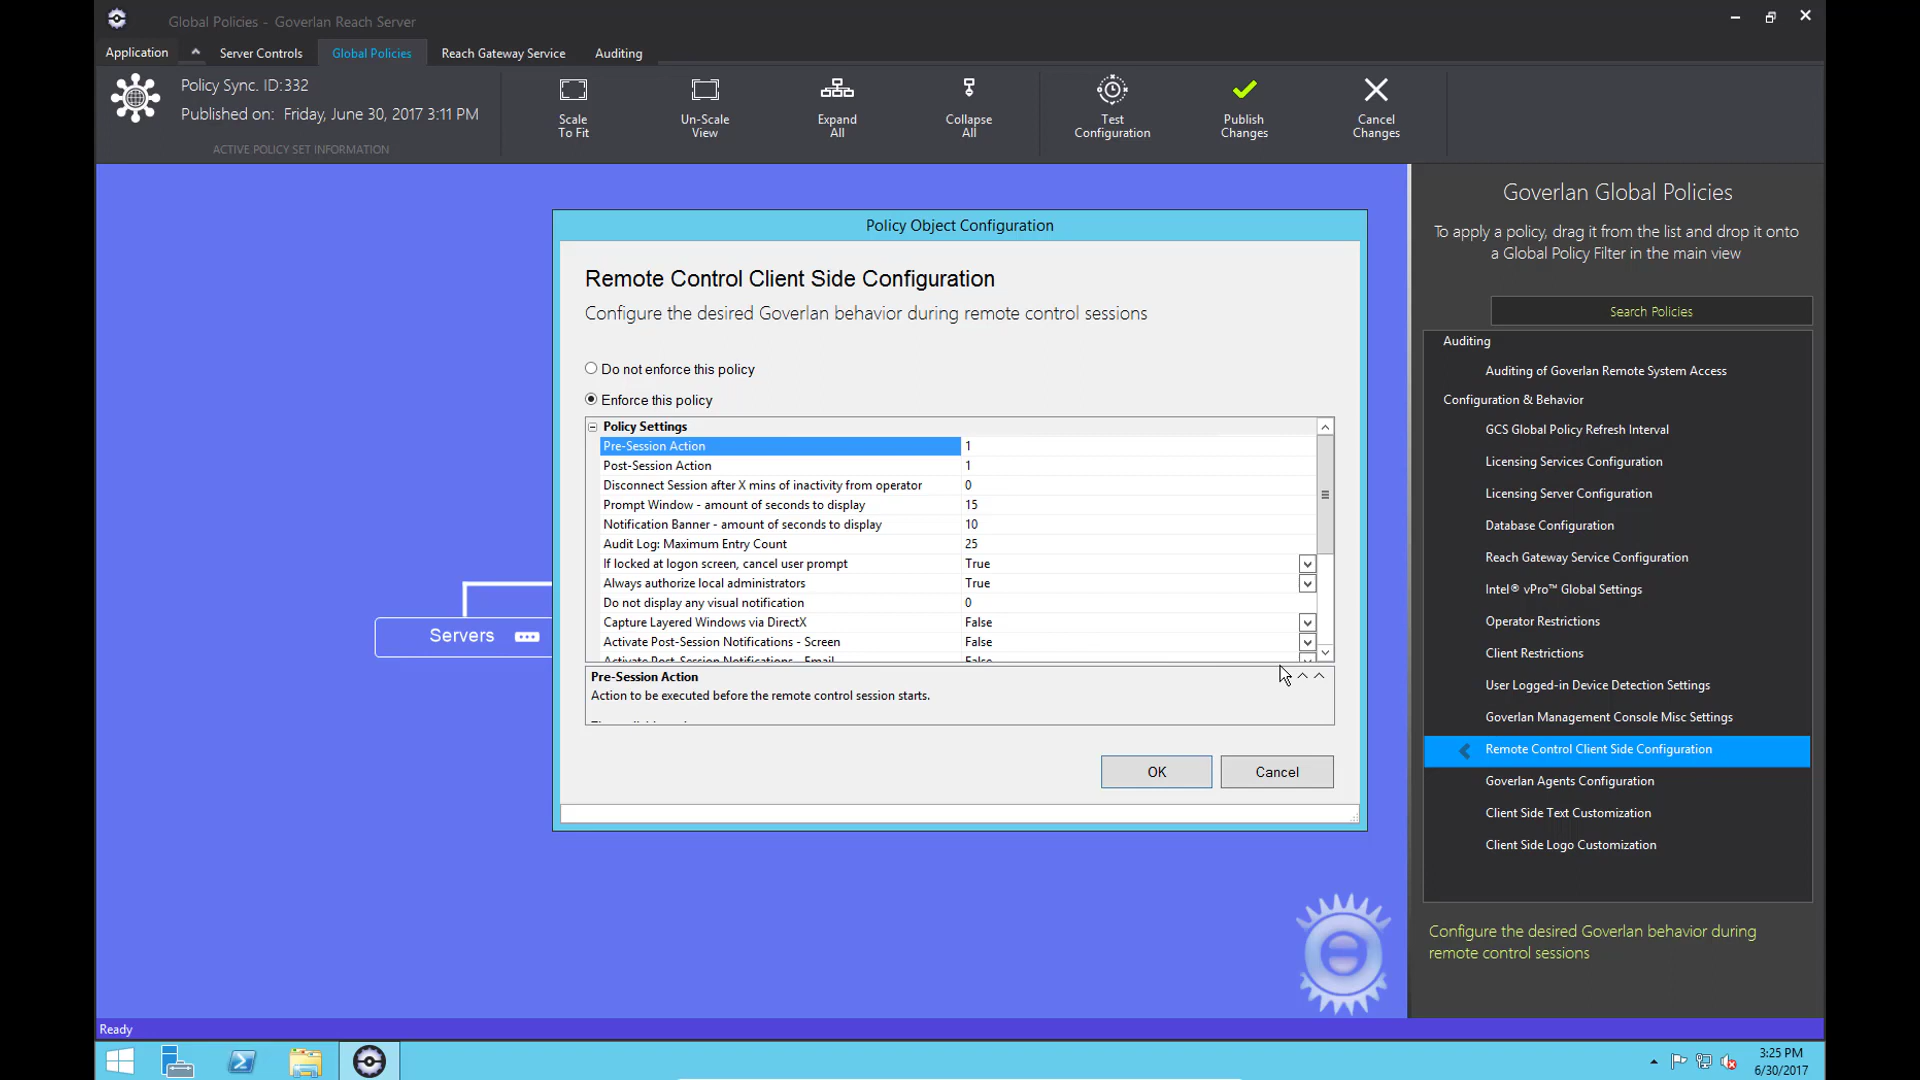 Global Policies - Goverlan Reach Server
Application
Server Controls
Global Policies
Reach Gateway Service
Auditing
Policy Sync. ID:332
Published on: Friday, June 30, 2017 3:11 PM
ACTIVE POLICY SET INFORMATION
Scale
To Fit
Un-Scale
View
Expand
All
Collapse
All
Test
Configuration
Publish
Changes
Cancel
Changes
Servers
Policy Object Configuration
Remote Control Client Side Configuration
Configure the desired Goverlan behavior during remote control sessions
Do not enforce this policy
Enforce this policy
Policy Settings
Pre-Session Action 1
Post-Session Action 1
Disconnect Session after X mins of inactivity from operator 0
Prompt Window - amount of seconds to display 15
Notification Banner - amount of seconds to display 10
Audit Log: Maximum Entry Count 25
If locked at logon screen, cancel user prompt True
Always authorize local administrators True
Do not display any visual notification 0
Capture Layered Windows via DirectX False
Activate Post-Session Notifications - Screen False
Activate Post-Session Notifications - Email False
Pre-Session Action
Action to be executed before the remote control session starts.
OK
Cancel
Goverlan Global Policies
To apply a policy, drag it from the list and drop it onto
a Global Policy Filter in the main view
Search Policies
Auditing
Auditing of Goverlan Remote System Access
Configuration & Behavior
GCS Global Policy Refresh Interval
Licensing Services Configuration
Licensing Server Configuration
Database Configuration
Reach Gateway Service Configuration
Intel® vPro™ Global Settings
Operator Restrictions
Client Restrictions
User Logged-in Device Detection Settings
Goverlan Management Console Misc Settings
Remote Control Client Side Configuration
Goverlan Agents Configuration
Client Side Text Customization
Client Side Logo Customization
Configure the desired Goverlan behavior during
remote control sessions
Ready
3:25 PM
6/30/2017